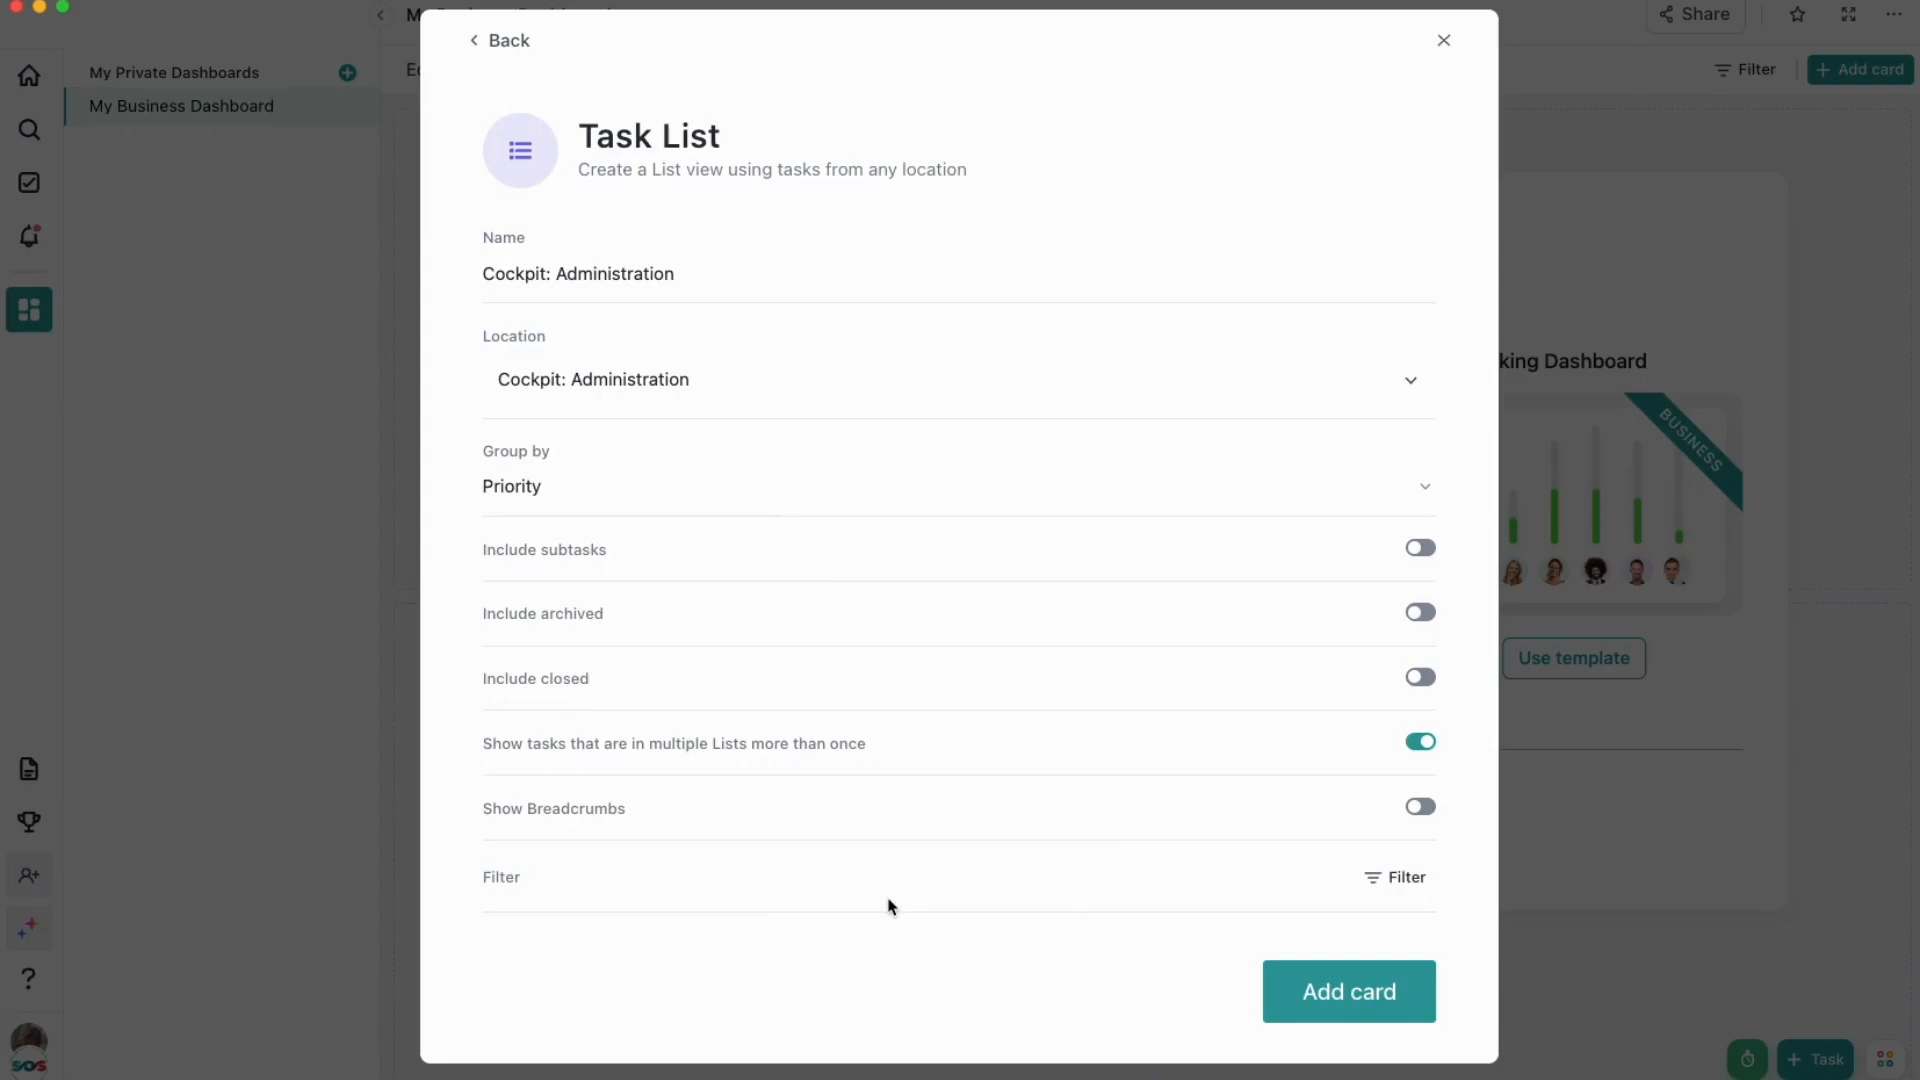 Share
My Private Dashboards
My Business Dashboard
Filter
+ Add card
Back
Task List
Create a List view using tasks from any location
Name
Cockpit: Administration
Location
Cockpit: Administration
Group by
Priority
Include subtasks
Include archived
Include closed
Show tasks that are in multiple Lists more than once
Show Breadcrumbs
Filter
Filter
Add card
king Dashboard
BUSINESS
Use template
?
SOS
+ Task